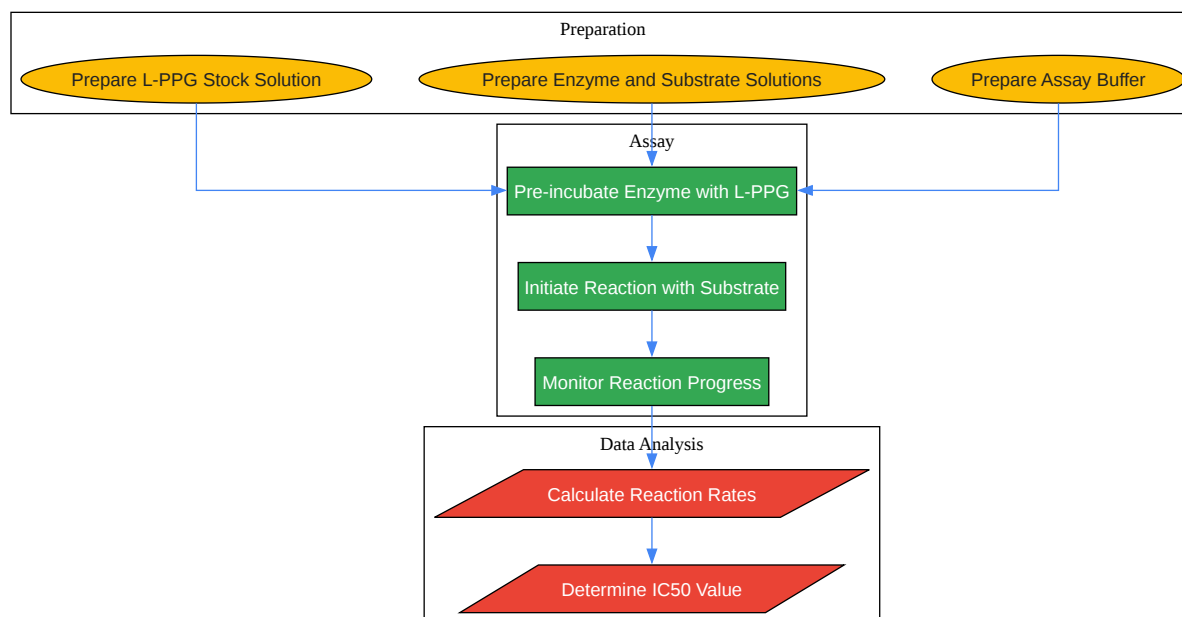 Preparation
Prepare L-PPG Stock Solution
Prepare Enzyme and Substrate Solutions
Prepare Assay Buffer
Assay
Pre-incubate Enzyme with L-PPG
Initiate Reaction with Substrate
Monitor Reaction Progress
Data Analysis
Calculate Reaction Rates
Determine IC50 Value